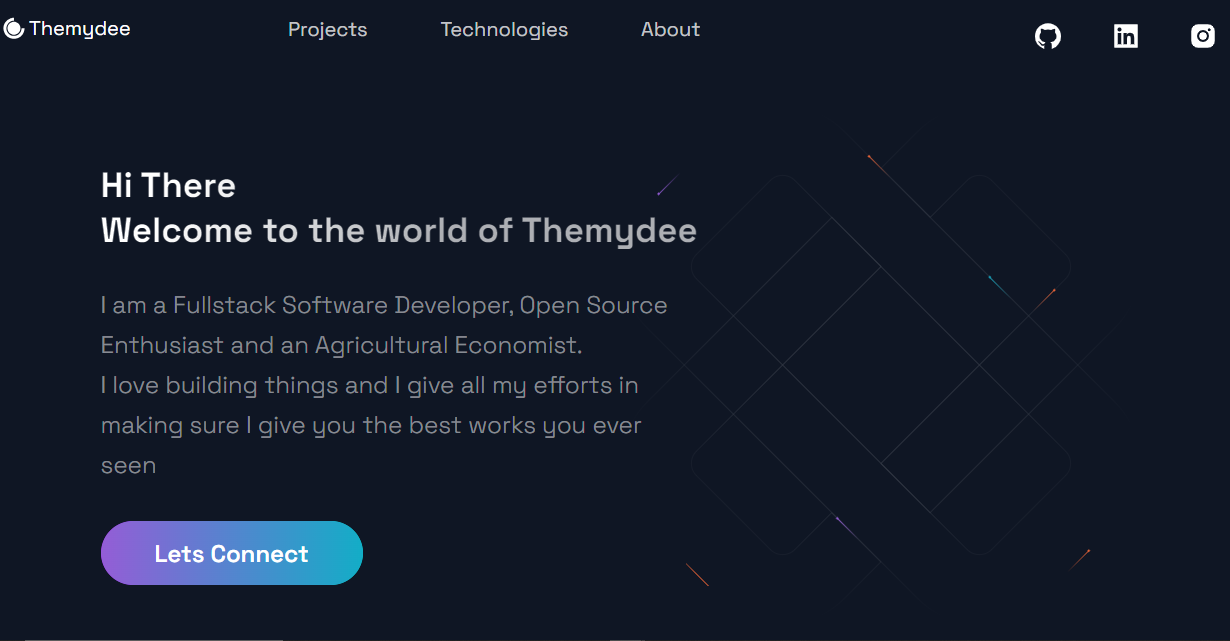 Themydee
Projects
Technologies
About
Hi There
Welcome to the world of Themydee
I am a Fullstack Software Developer, Open Source
Enthusiast and an Agricultural Economist.
I love building things and I give all my efforts in
making sure I give you the best works you ever
seen
Lets Connect